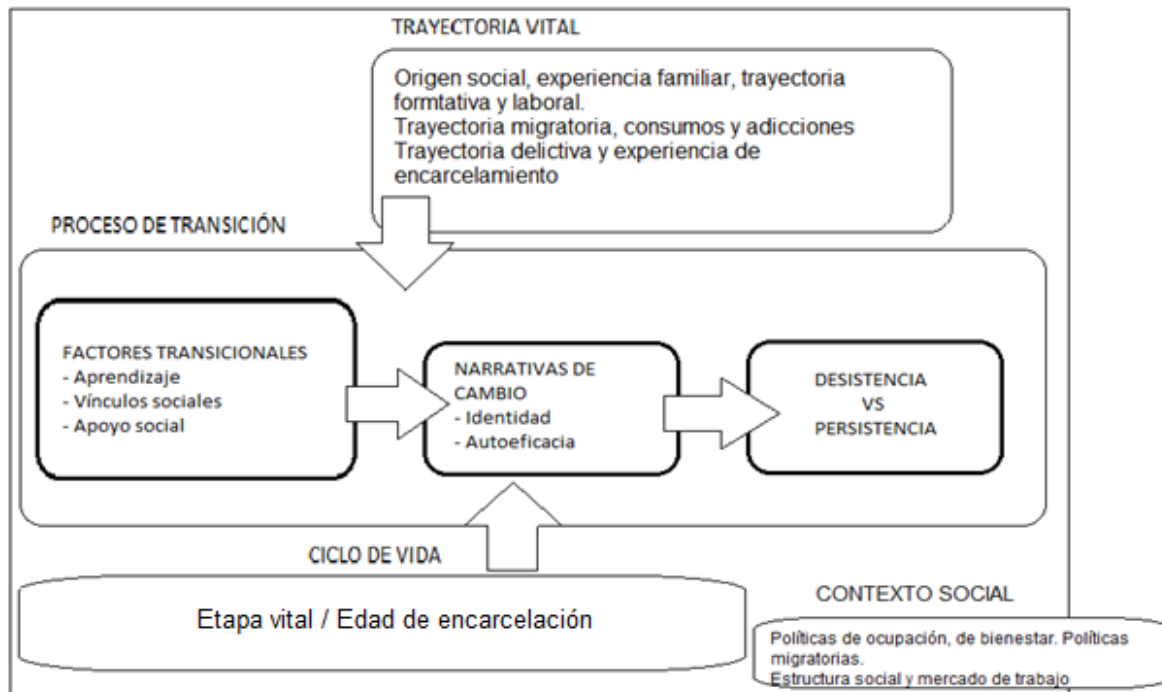 TRAYECTORIA VITAL
Origen social, experiencia familiar, trayectoria
formtativa y laboral.
Trayectoria migratoria, consumos y adicciones
Trayectoria delictiva y experiencia de
encarcelamiento
PROCESO DE TRANSICIÓN
FACTORES TRANSICIONALES
- Aprendizaje
- Vínculos sociales
- Apoyo social
NARRATIVAS DE
CAMBIO
- Identidad
- Autoeficacia
DESISTENCIA
VS
PERSISTENCIA
CICLO DE VIDA
Etapa vital / Edad de encarcelación
CONTEXTO SOCIAL
Políticas de ocupación, de bienestar. Políticas
migratorias.
Estructura social y mercado de trabajo